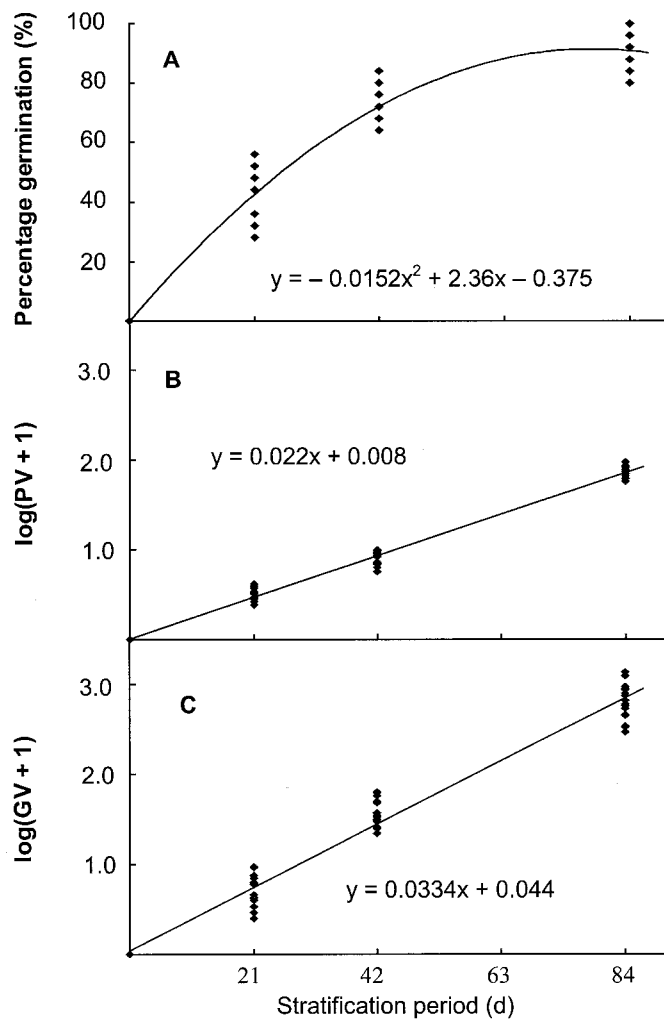 Percentage germination (%)
100
80
60
40
20
A
y = – 0.0152x² + 2.36x – 0.375
log(PV + 1)
3.0
2.0
1.0
B
y = 0.022x + 0.008
log(GV + 1)
3.0
2.0
1.0
C
y = 0.0334x + 0.044
21 42 63 84
Stratification period (d)